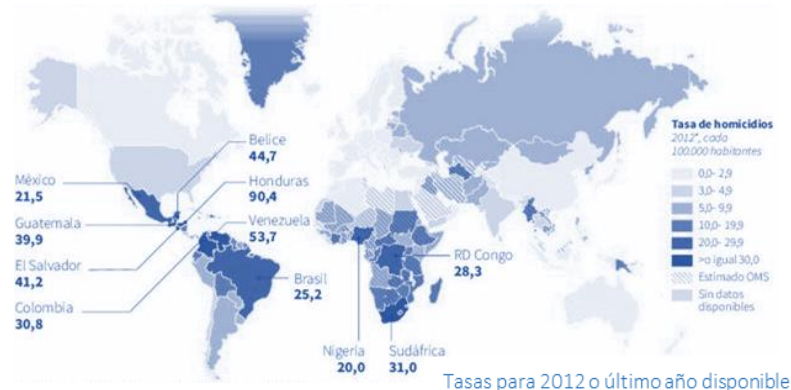 Belice
44,7
México
21,5
Honduras
90,4
Guatemala
39,9
Venezuela
53,7
El Salvador
41,2
Brasil
25,2
Colombia
30,8
RD Congo
28,3
Nigeria
20,0
Sudáfrica
31,0
Tasa de homicidios
2012*, cada
100.000 habitantes
0,0- 2,9
3,0- 4,9
5,0- 9,9
10,0- 19,9
20,0- 29,9
>o igual 30,0
Estimado OMS
Sin datos
disponibles
Tasas para 2012 o último año disponible